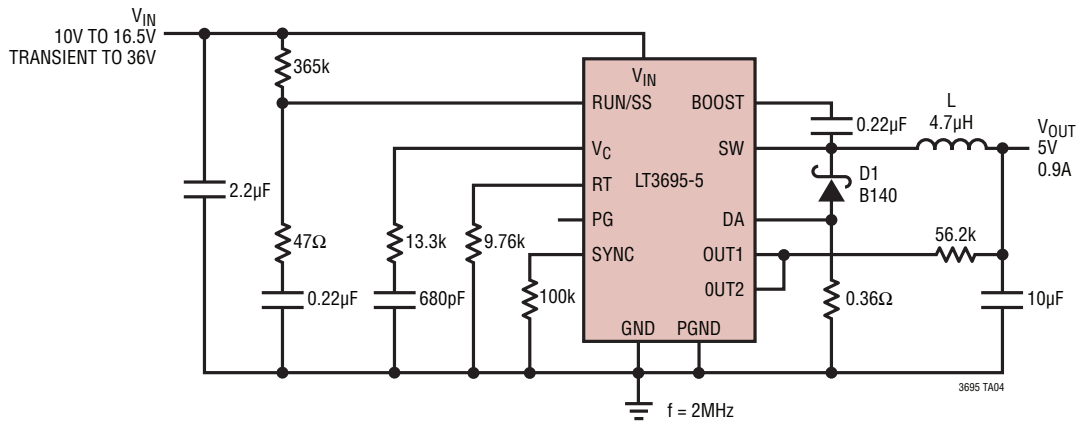 VIN
10V TO 16.5V
TRANSIENT TO 36V
365k
VIN
RUN/SS
BOOST
0.22µF
L
4.7µH
VOUT
5V
0.9A
VC
SW
LT3695-5
D1
B140
2.2µF
RT
PG
DA
47Ω
13.3k
9.76k
SYNC
OUT1
56.2k
0.22µF
680pF
100k
OUT2
0.36Ω
10µF
GND
PGND
3695 TA04
f = 2MHz